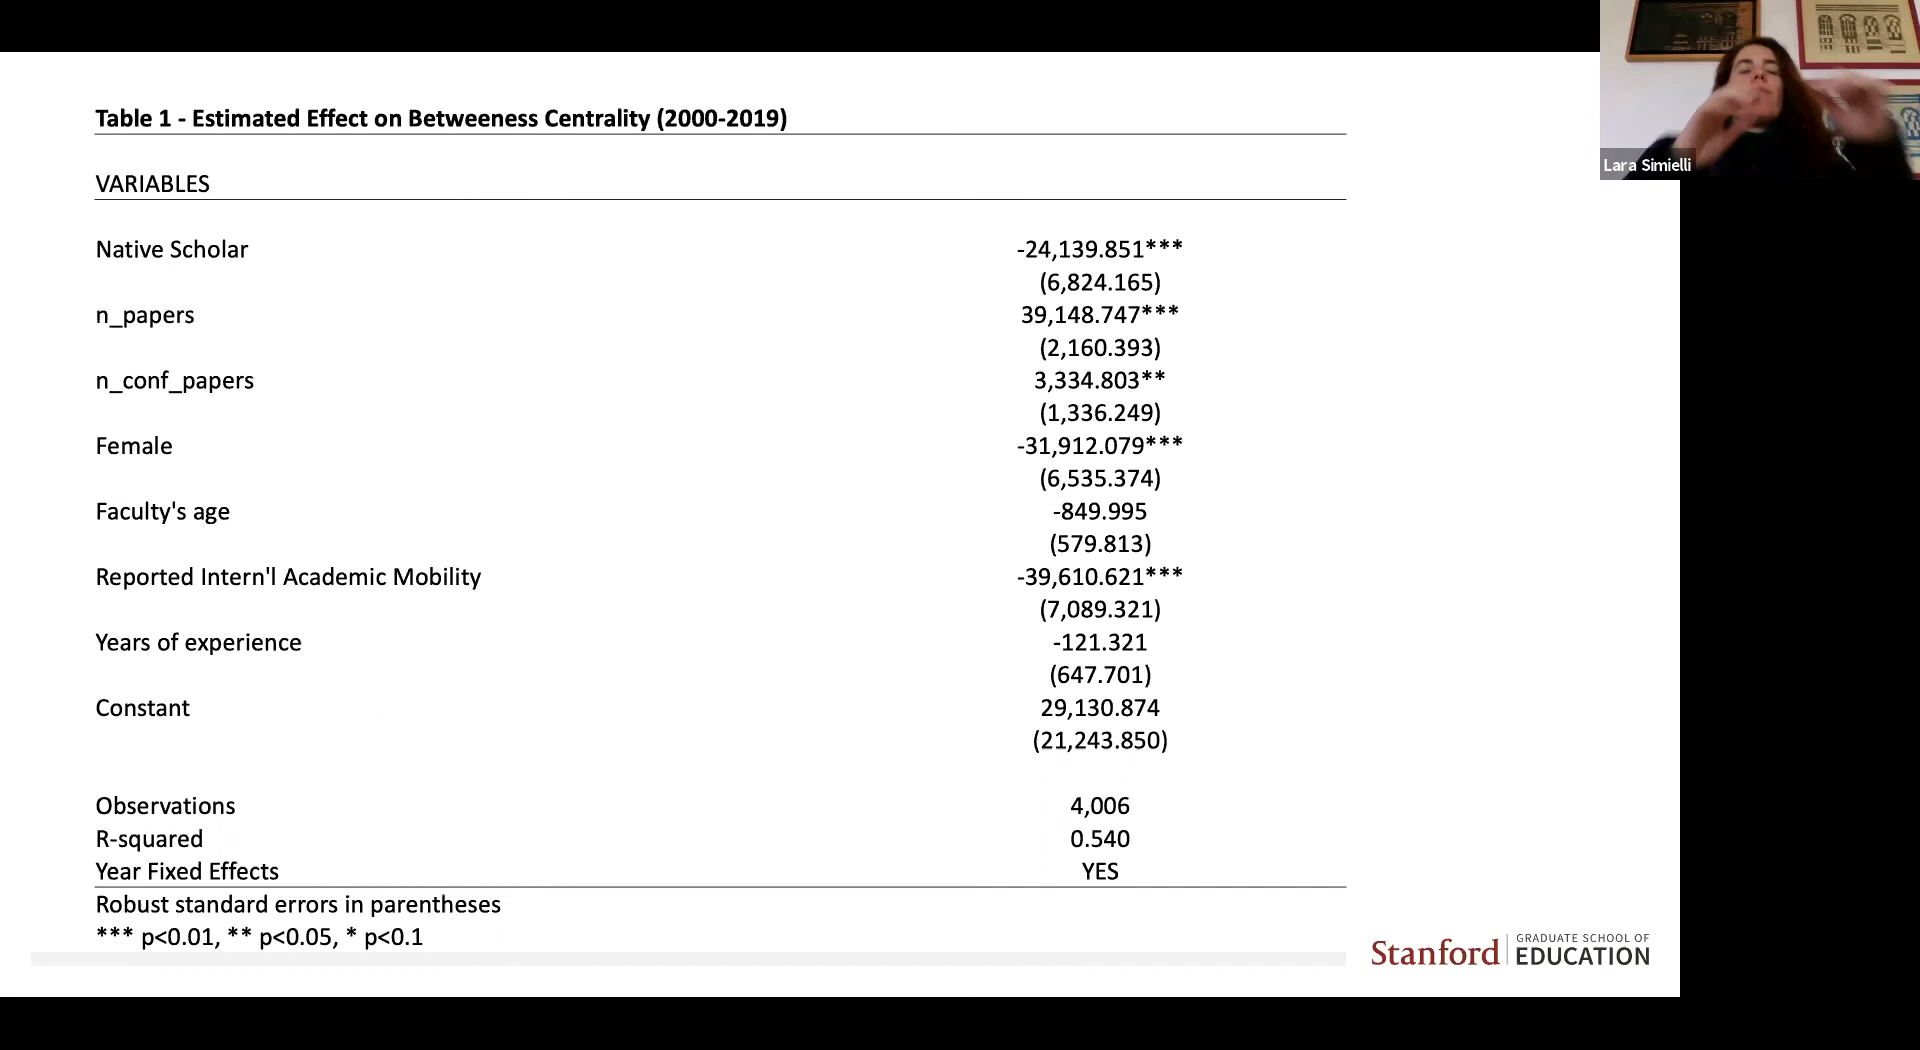 Table 1 - Estimated Effect on Betweeness Centrality (2000-2019)
VARIABLES
Native Scholar -24,139.851***
(6,824.165)
n_papers 39,148.747***
(2,160.393)
n_conf_papers 3,334.803**
(1,336.249)
Female -31,912.079***
(6,535.374)
Faculty's age -849.995
(579.813)
Reported Intern'l Academic Mobility -39,610.621***
(7,089.321)
Years of experience -121.321
(647.701)
Constant 29,130.874
(21,243.850)
Observations 4,006
R-squared 0.540
Year Fixed Effects YES
Robust standard errors in parentheses
*** p<0.01, ** p<0.05, * p<0.1
Stanford GRADUATE SCHOOL OF
EDUCATION
Lara Simielli